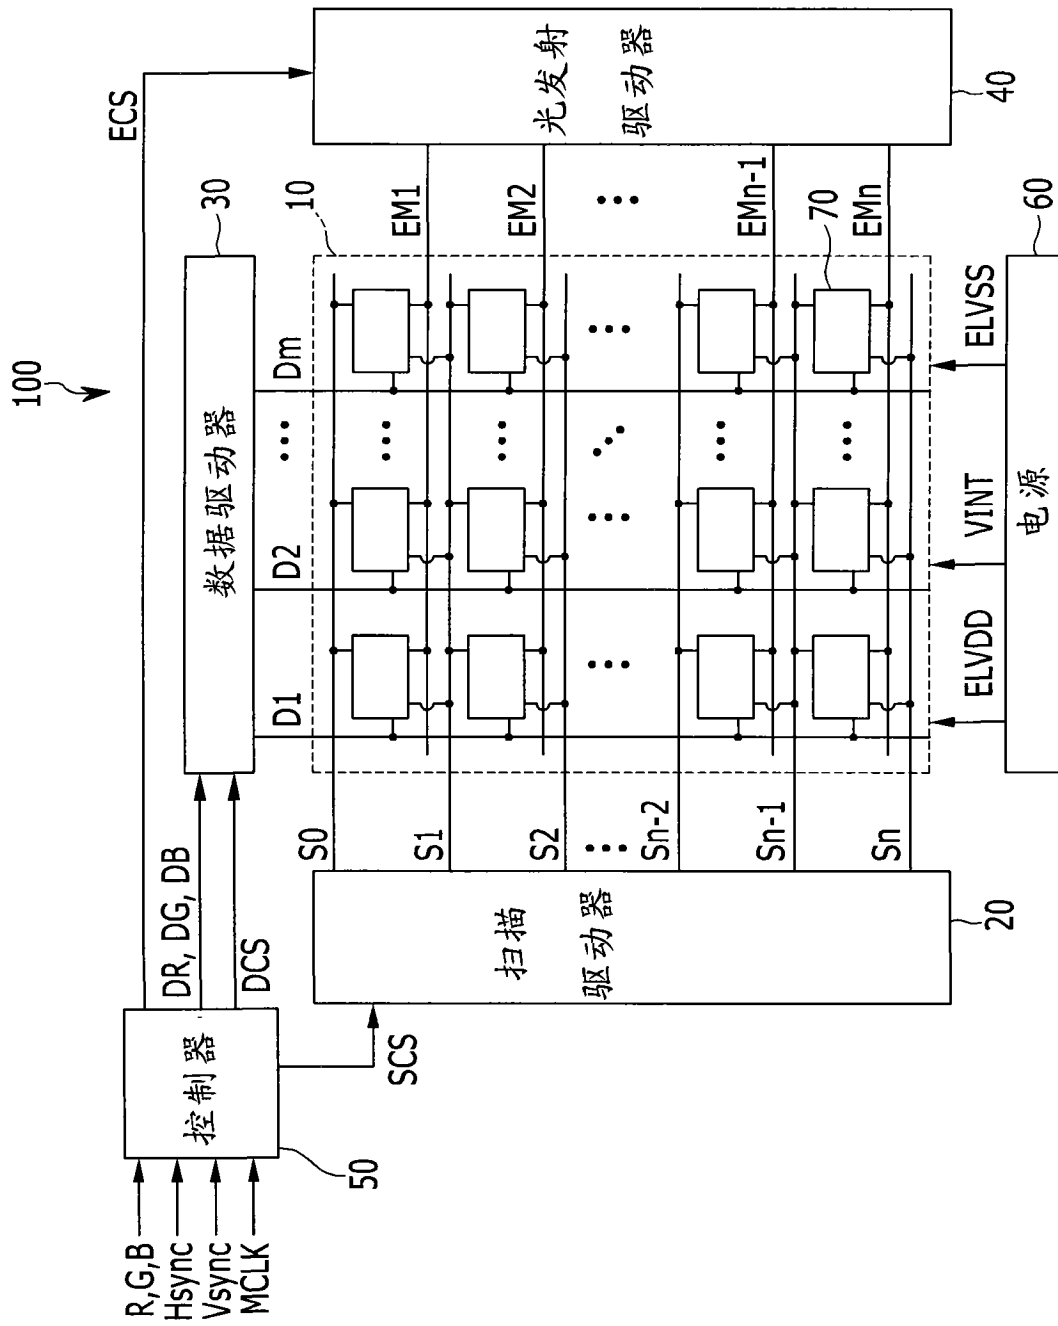 100
ECS
30
数据驱动器
10
光发射
驱动器
40
DR, DG, DB
DCS
控制器
50
R,G,B
Hsync
Vsync
MCLK
SCS
D1
D2
Dm
S0
S1
S2
Sn-2
Sn-1
Sn
扫描
驱动器
20
EM1
EM2
EMn-1
70
EMn
ELVDD
VINT
ELVSS
电源
60